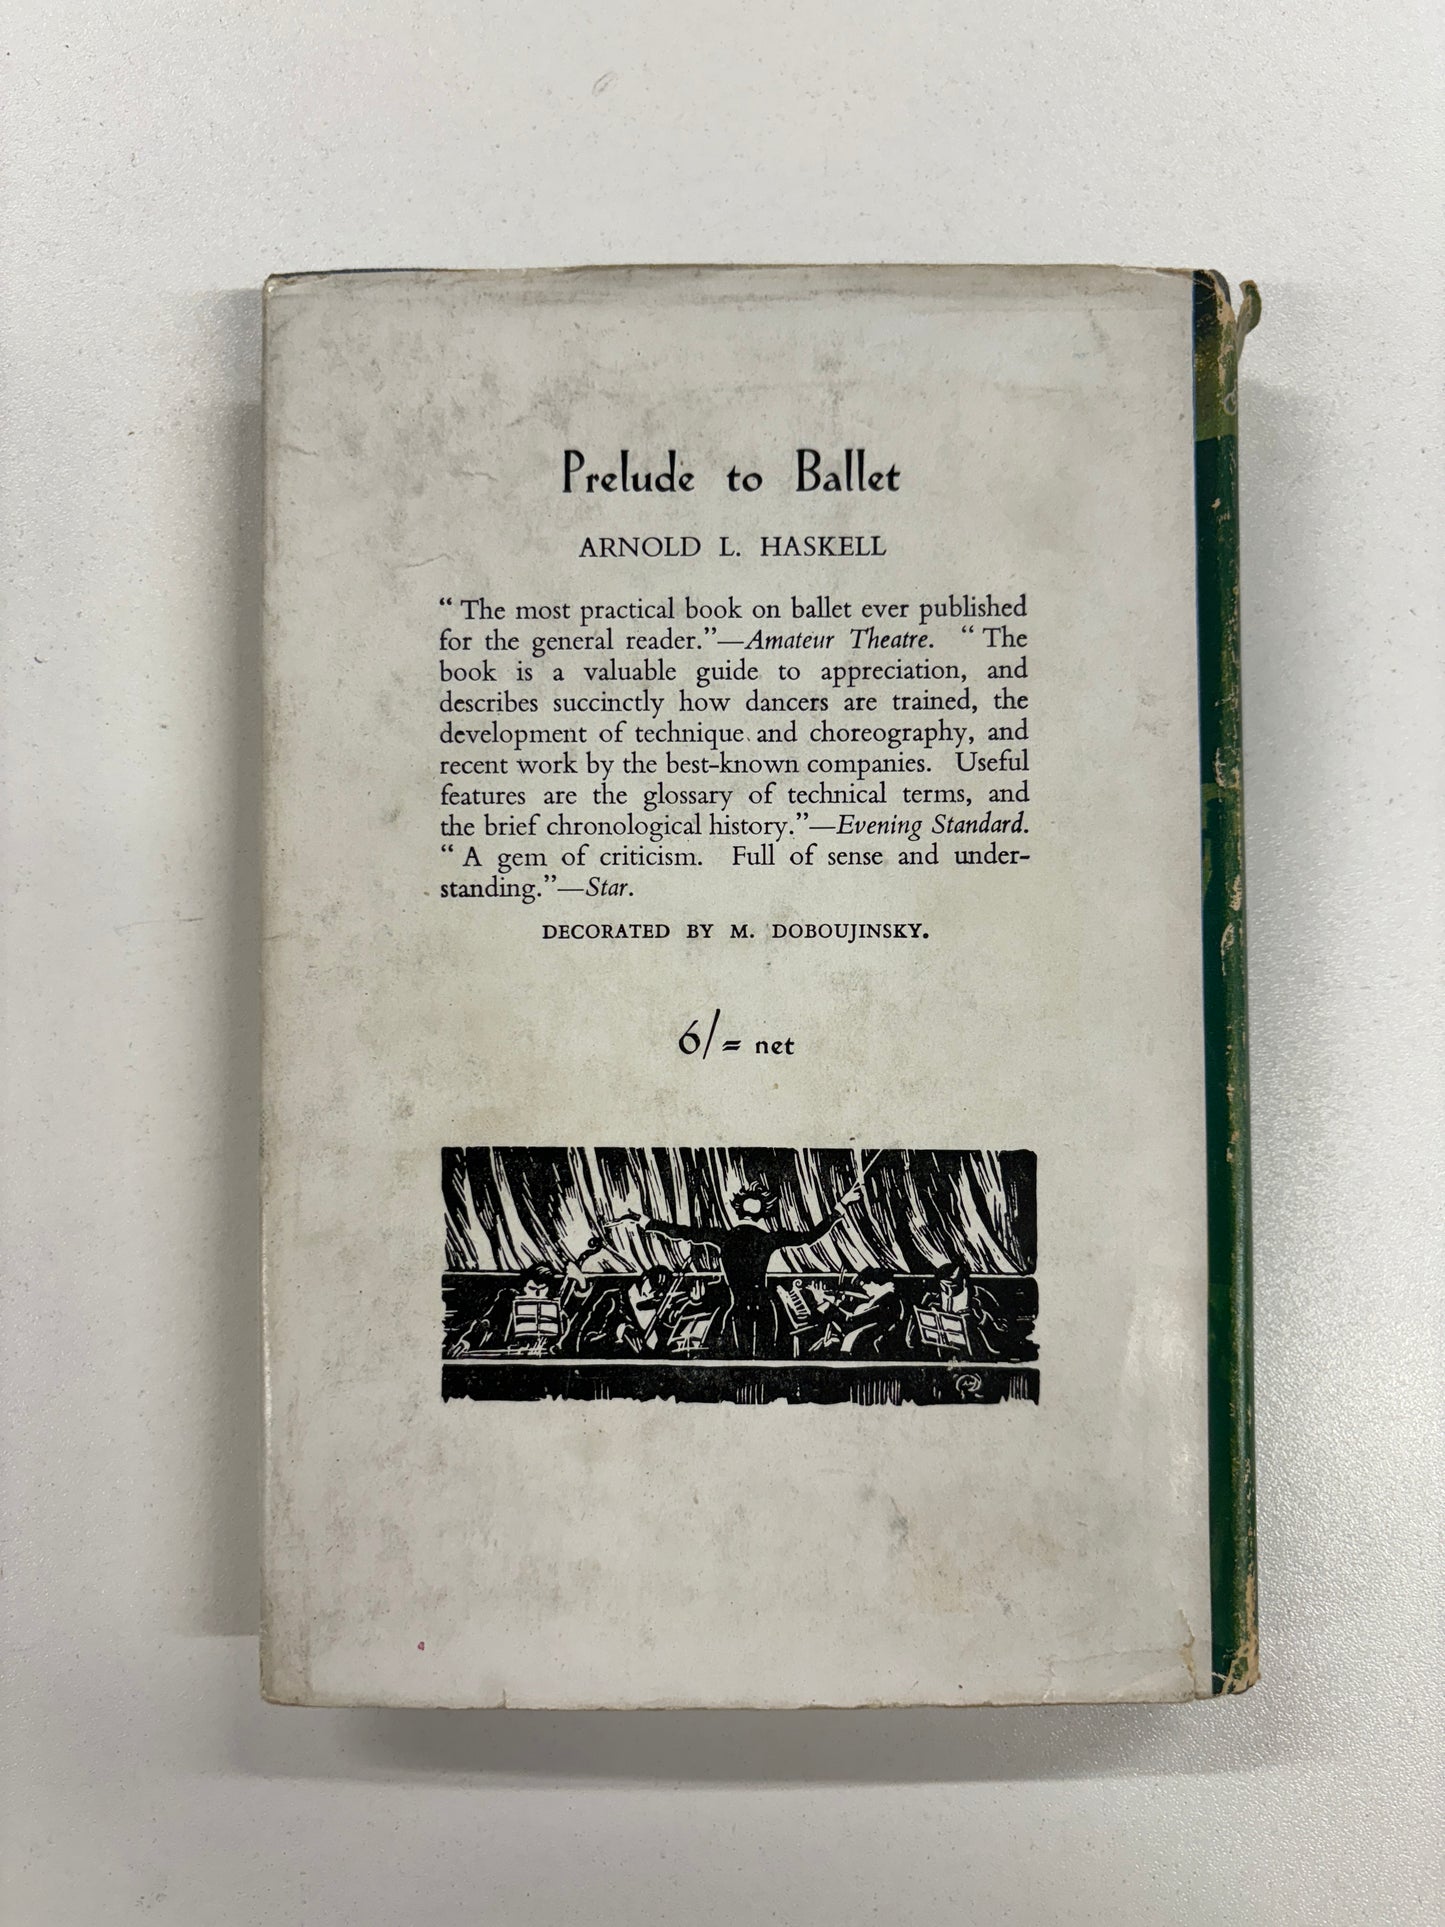 Prelude to Ballet
ARNOLD L. HASKELL
“ The most practical book on ballet ever published
for the general reader.”—Amateur Theatre. “ The
book is a valuable guide to appreciation, and
describes succinctly how dancers are trained, the
development of technique and choreography, and
recent work by the best-known companies. Useful
features are the glossary of technical terms, and
the brief chronological history.”—Evening Standard.
“ A gem of criticism. Full of sense and under-
standing.”—Star.
DECORATED BY M. DOBOUJINSKY.
6/= net